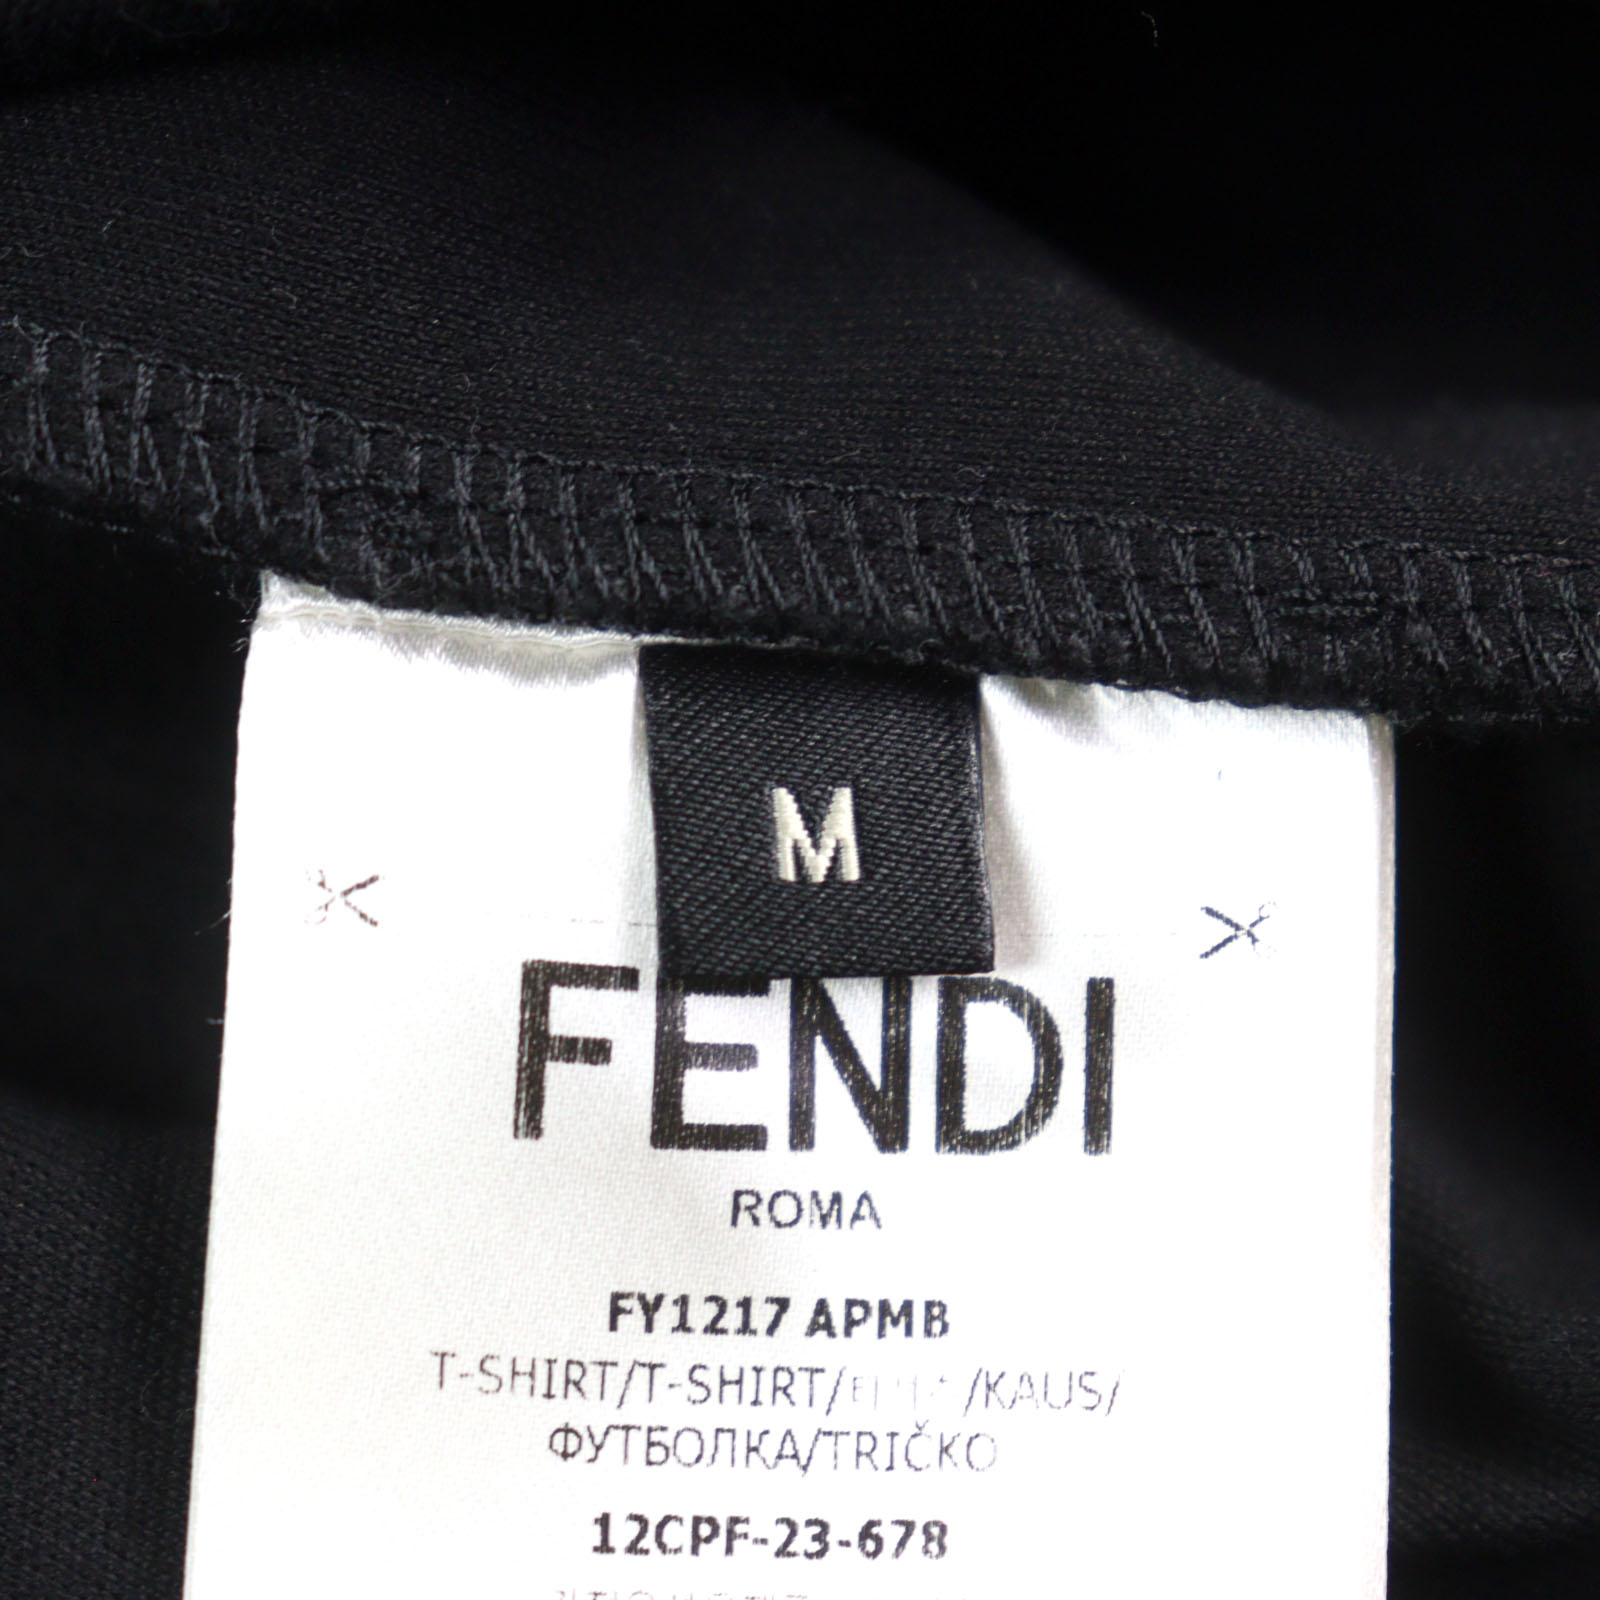 M
FENDI
ROMA
FY1217 APMB
T-SHIRT/T-SHIRT/ /KAUS/
ФУТБОЛКА/TRIČKO
12CPF-23-678